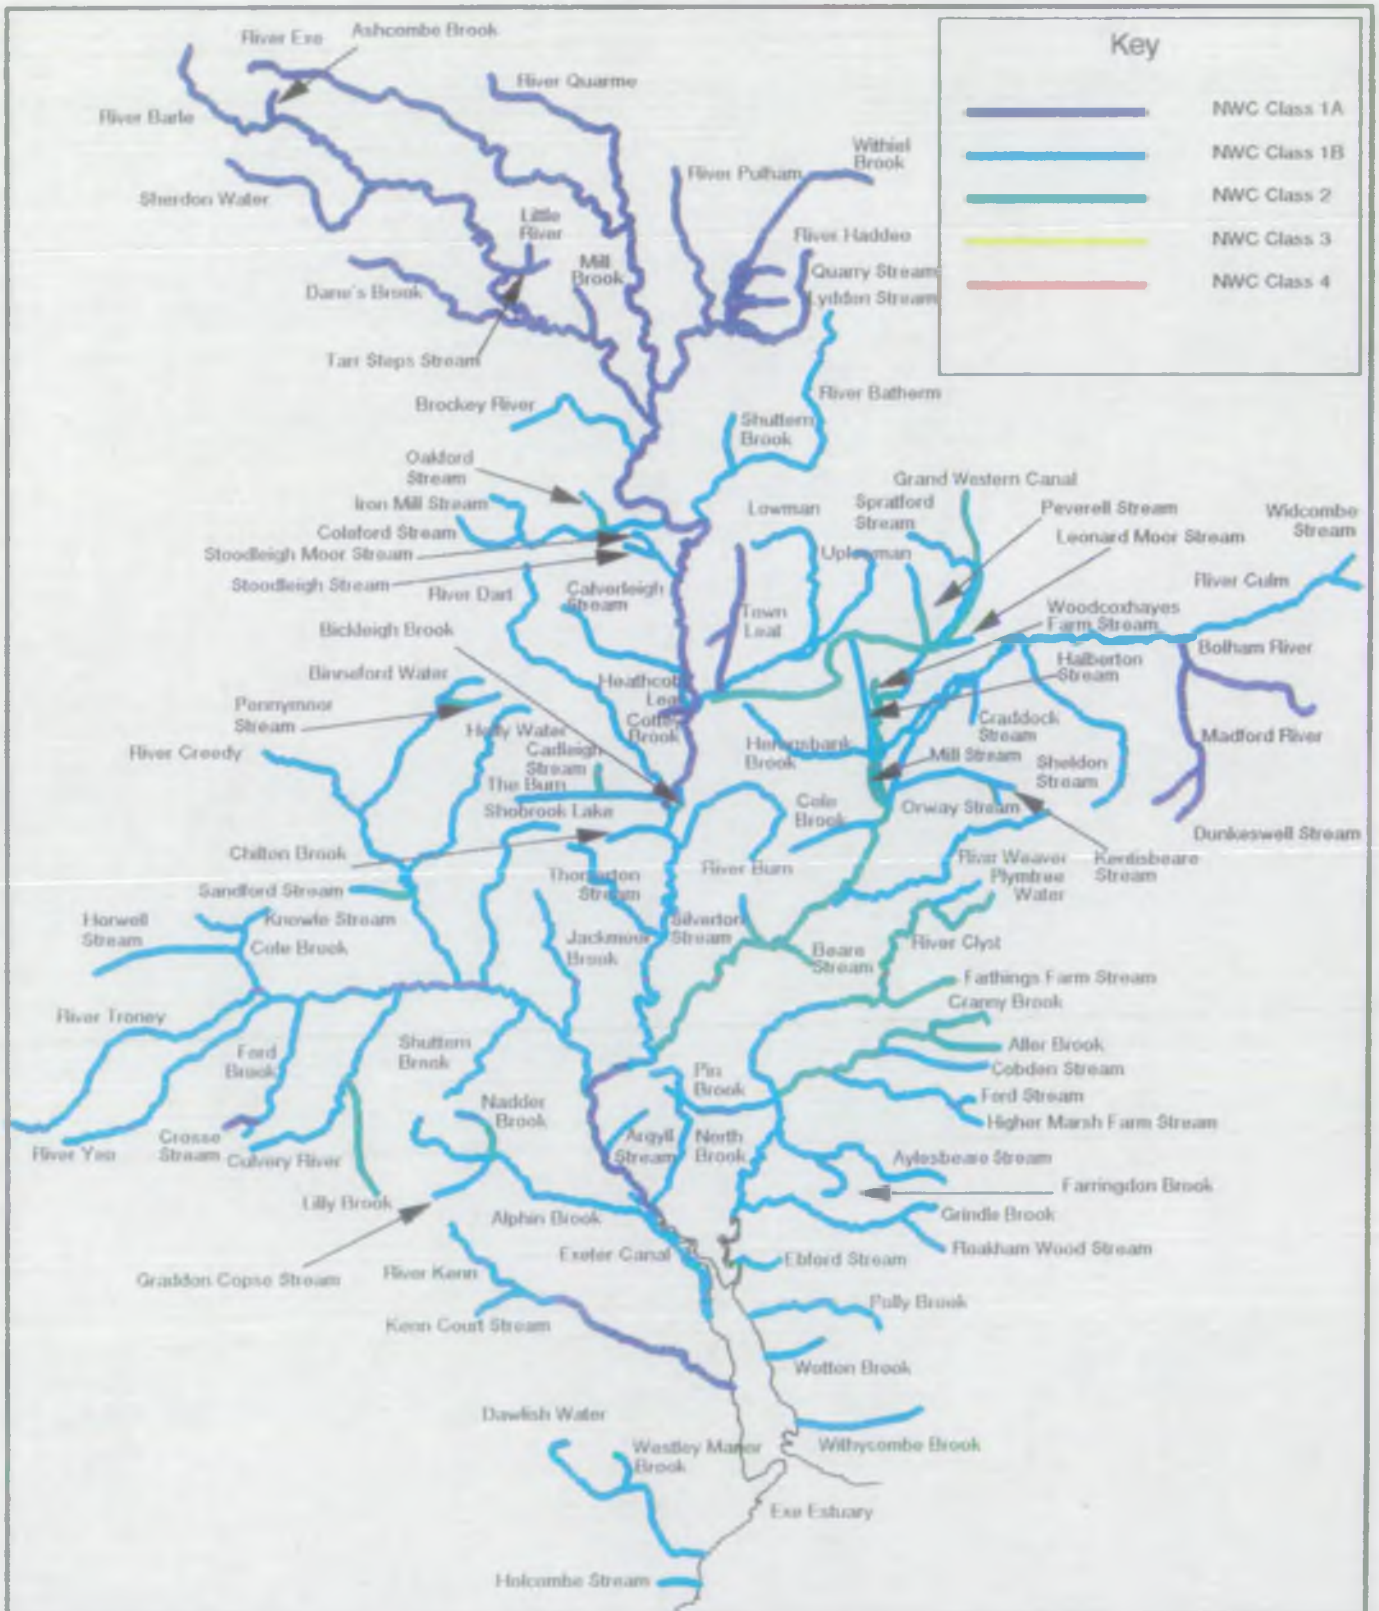 River Exe
Ashcombe Brook
River Quarme
River Barle
Sherdon Water
Little
River
Mill
Brook
Dane's Brook
Tarr Steps Stream
River Pulham
Withiel
Brook
River Haddeo
Quarry Stream
Lyddon Stream
Key
NWC Class 1A
NWC Class 1B
NWC Class 2
NWC Class 3
NWC Class 4
River Batherm
Brockey River
Shuttern
Brook
Oakford
Stream
Iron Mill Stream
Colaford Stream
Stoodleigh Moor Stream
Stoodleigh Stream
Lowman
Uplowman
Spratford
Stream
Grand Western Canal
Peverell Stream
Leonard Moor Stream
Widcombe
Stream
River Culm
River Dart
Calverleigh
Stream
Town
Leat
Woodcoxhayes
Farm Stream
Bolham River
Halberton
Stream
Bickleigh Brook
Binneford Water
Pennymoor
Stream
Heathcoat
Leat
Cottey
Brook
Holly Water
Cadleigh
Stream
River Creedy
The Burn
Shobrook Lake
Craddock
Stream
Mill Stream
Sheldon
Stream
Madford River
Cole
Brook
Orway Stream
Dunkeswell Stream
Chilton Brook
River Burn
River Weaver
Plymtree
Water
Kentisbeare
Stream
Thorverton
Stream
Sandford Stream
Horwell
Stream
Knowle Stream
Cole Brook
Jackmoor
Brook
Silverton
Stream
Beare
Stream
River Clyst
Farthings Farm Stream
Cranny Brook
River Troney
Ford
Brook
Shuttern
Brook
Aller Brook
Cobden Stream
Pin
Brook
Ford Stream
Higher Marsh Farm Stream
Nadder
Brook
Argyll
Stream
North
Brook
River Yeo
Crosse
Stream
Culvery River
Lilly Brook
Aylesbeare Stream
Farringdon Brook
Grindle Brook
Alphin Brook
Exeter Canal
Ebford Stream
Graddon Copse Stream
River Kenn
Kenn Court Stream
Polly Brook
Wotton Brook
Dawlish Water
Westley Manor
Brook
Withycombe Brook
Exe Estuary
Holcombe Stream